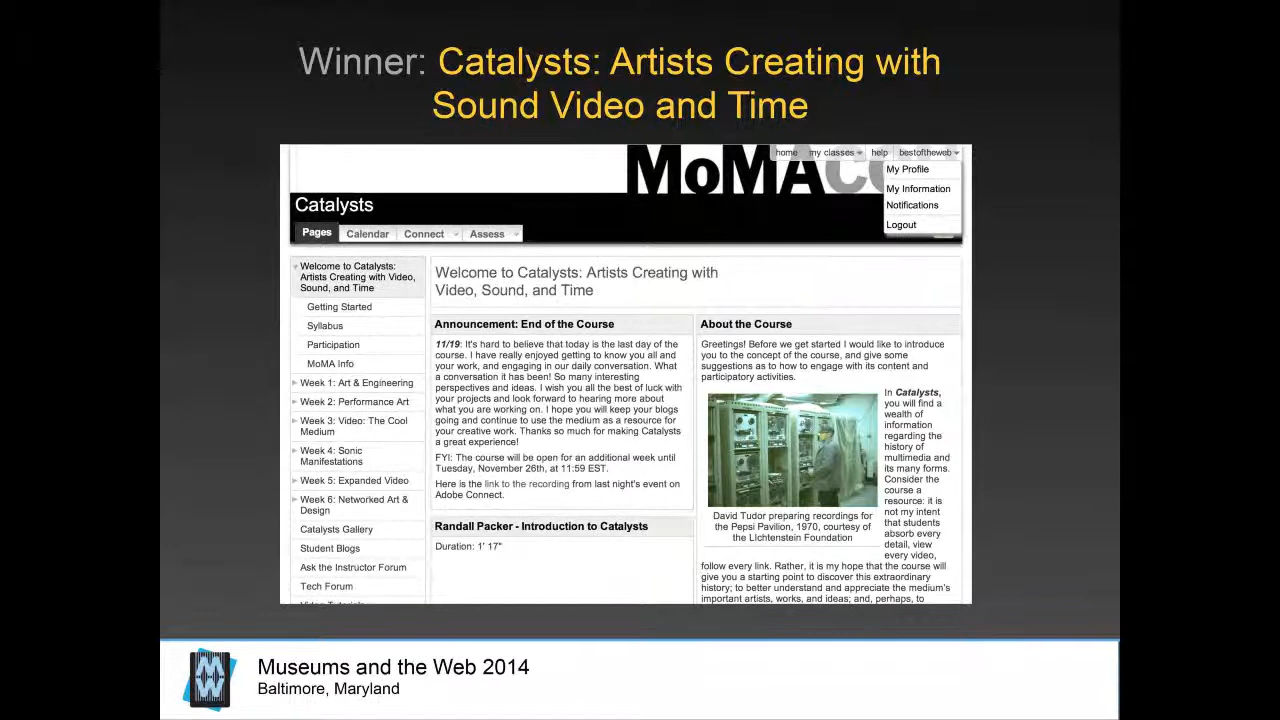 Winner: Catalysts: Artists Creating with
Sound Video and Time
home my classes help bestoftheweb
MoMA
My Profile
My Information
Notifications
Logout
Catalysts
Pages Calendar Connect Assess
Welcome to Catalysts:
Artists Creating with Video,
Sound, and Time
Getting Started
Syllabus
Participation
MoMA Info
Week 1: Art & Engineering
Week 2: Performance Art
Week 3: Video: The Cool
Medium
Week 4: Sonic
Manifestations
Week 5: Expanded Video
Week 6: Networked Art &
Design
Catalysts Gallery
Student Blogs
Ask the Instructor Forum
Tech Forum
Welcome to Catalysts: Artists Creating with
Video, Sound, and Time
Announcement: End of the Course
11/19: It's hard to believe that today is the last day of the
course. I have really enjoyed getting to know you all and
your work, and engaging in our daily conversation. What
a conversation it has been! So many interesting
perspectives and ideas. I wish you all the best of luck with
your projects and look forward to hearing more about
what you are working on. I hope you will keep your blogs
going and continue to use the medium as a resource for
your creative work. Thanks so much for making Catalysts
a great experience!
FYI: The course will be open for an additional week until
Tuesday, November 26th, at 11:59 EST.
Here is the link to the recording from last night's event on
Adobe Connect.
Randall Packer - Introduction to Catalysts
Duration: 1' 17"
About the Course
Greetings! Before we get started I would like to introduce
you to the concept of the course, and give some
suggestions as to how to engage with its content and
participatory activities.
In Catalysts,
you will find a
wealth of
information
regarding the
history of
multimedia and
its many forms.
Consider the
course a
resource: it is
not my intent
that students
absorb every
detail, view
every video,
David Tudor preparing recordings for
the Pepsi Pavilion, 1970, courtesy of
the LIchtenstein Foundation
follow every link. Rather, it is my hope that the course will
give you a starting point to discover this extraordinary
history; to better understand and appreciate the medium's
important artists, works, and ideas; and, perhaps, to
Museums and the Web 2014
Baltimore, Maryland